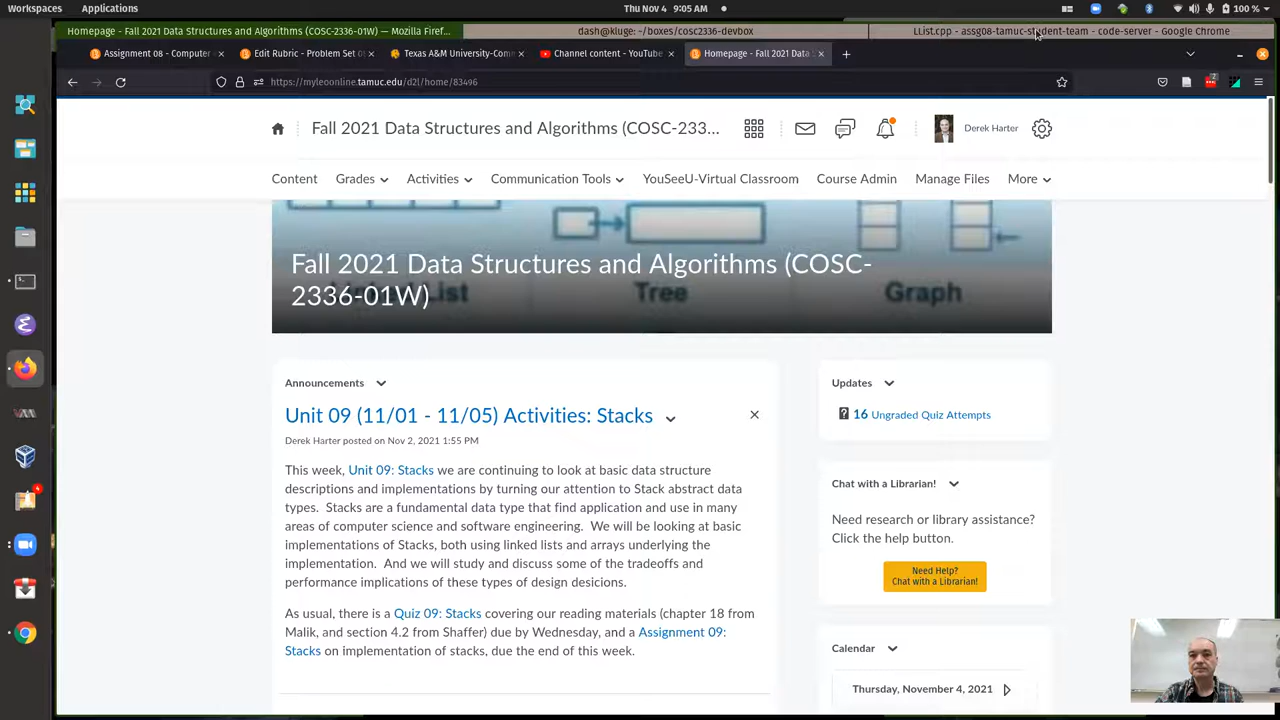 Workspaces Applications Thu Nov 4 9:05 AM 100 %
Homepage - Fall 2021 Data Structures and Algorithms (COSC-2336-01W) — Mozilla Firef... dash@kluge: ~/boxes/cosc2336-devbox LList.cpp - assg08-tamuc-student-team - code-server - Google Chrome
Assignment 08 - Computer Edit Rubric - Problem Set 0 Texas A&M University-Comm Channel content - YouTube Homepage - Fall 2021 Data
https://myleoonline.tamuc.edu/d2l/home/83496
Fall 2021 Data Structures and Algorithms (COSC-233... Derek Harter
Content Grades Activities Communication Tools YouSeeU-Virtual Classroom Course Admin Manage Files More
Fall 2021 Data Structures and Algorithms (COSC-
2336-01W)
List Tree Graph
Announcements
Unit 09 (11/01 - 11/05) Activities: Stacks
Derek Harter posted on Nov 2, 2021 1:55 PM
This week, Unit 09: Stacks we are continuing to look at basic data structure
descriptions and implementations by turning our attention to Stack abstract data
types. Stacks are a fundamental data type that find application and use in many
areas of computer science and software engineering. We will be looking at basic
implementations of Stacks, both using linked lists and arrays underlying the
implementation. And we will study and discuss some of the tradeoffs and
performance implications of these types of design desicions.
As usual, there is a Quiz 09: Stacks covering our reading materials (chapter 18 from
Malik, and section 4.2 from Shaffer) due by Wednesday, and a Assignment 09:
Stacks on implementation of stacks, due the end of this week.
Updates
16 Ungraded Quiz Attempts
Chat with a Librarian!
Need research or library assistance?
Click the help button.
Need Help?
Chat with a Librarian!
Calendar
Thursday, November 4, 2021